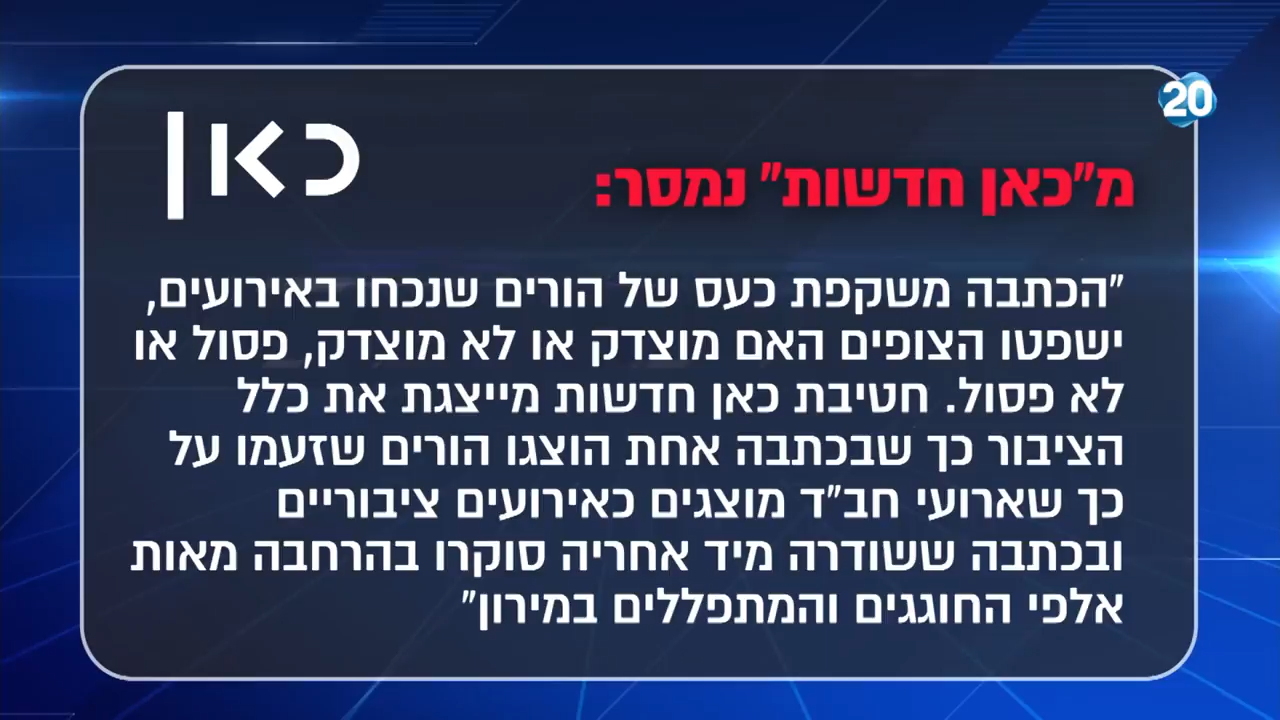 20
כאן
מ"כאן חדשות" נמסר:
"הכתבה משקפת כעס של הורים שנכחו באירועים,
ישפטו הצופים האם מוצדק או לא מוצדק, פסול או
לא פסול. חטיבת כאן חדשות מייצגת את כלל
הציבור כך שבכתבה אחת הוצגו הורים שזעמו על
כך שארועי חב"ד מוצגים כאירועים ציבוריים
ובכתבה ששודרה מיד אחריה סוקרו בהרחבה מאות
אלפי החוגגים והמתפללים במירון"